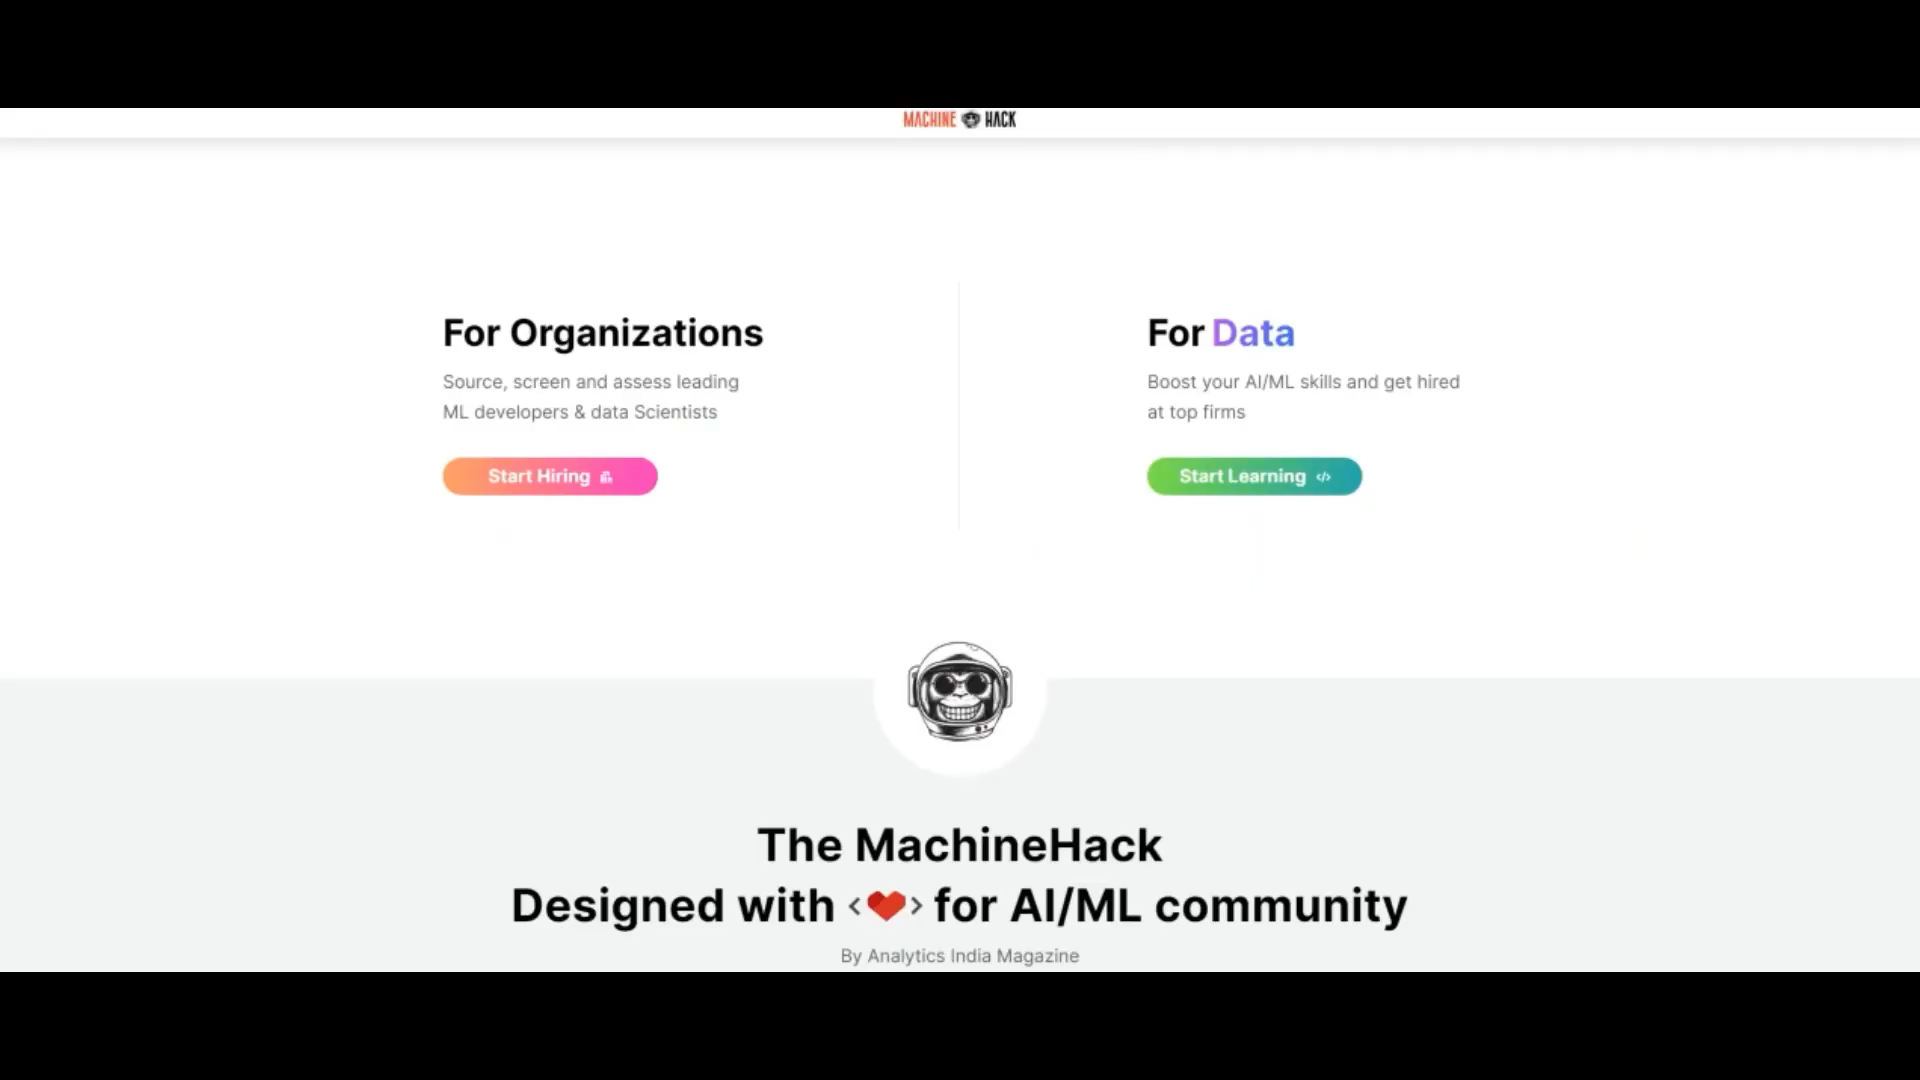 MACHINE HACK
For Organizations
Source, screen and assess leading
ML developers & data Scientists
Start Hiring
For Data
Boost your AI/ML skills and get hired
at top firms
Start Learning </>
The MachineHack
Designed with <❤> for AI/ML community
By Analytics India Magazine